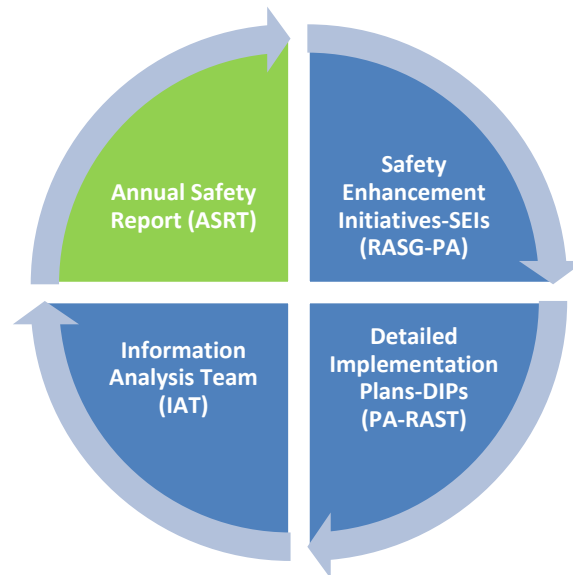 Annual Safety
Report (ASRT)
Safety
Enhancement
Initiatives-SEIs
(RASG-PA)
Information
Analysis Team
(IAT)
Detailed
Implementation
Plans-DIPs
(PA-RAST)